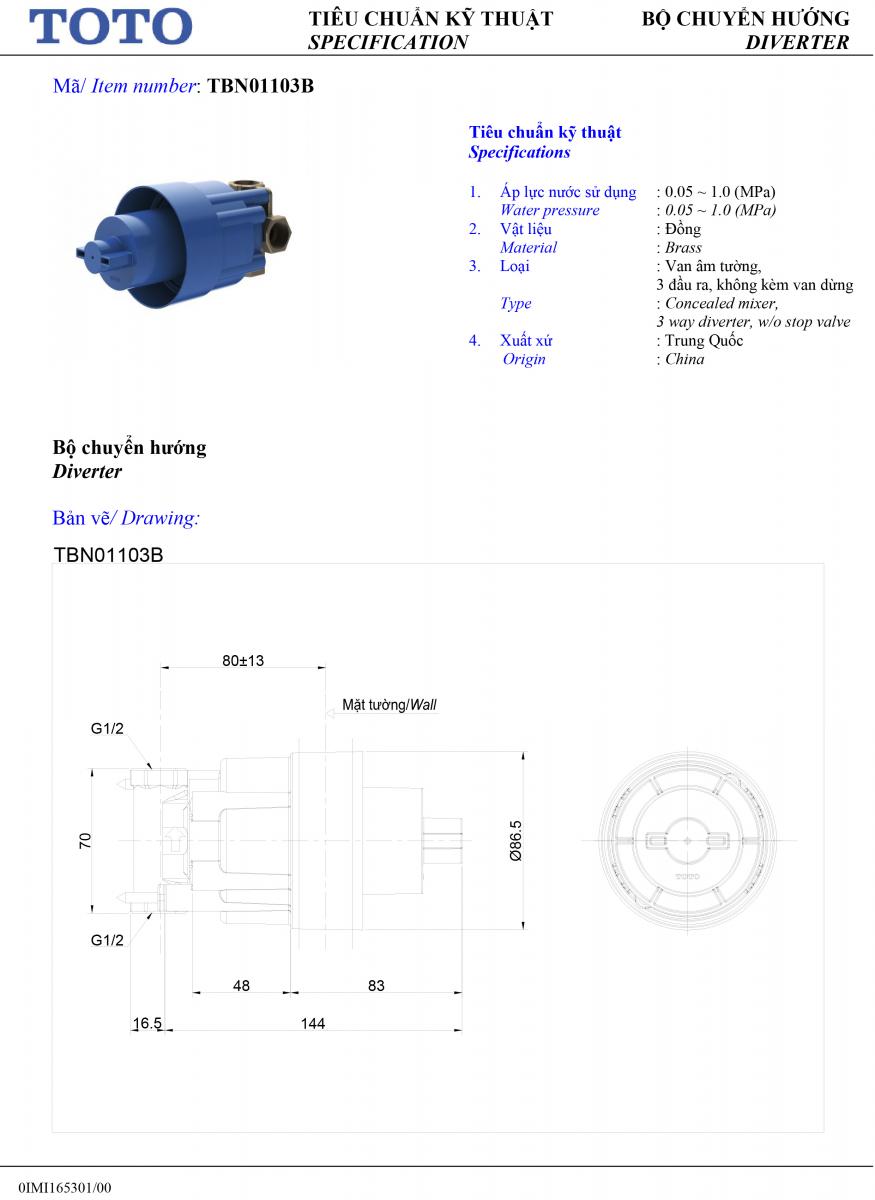 TOTO
TIÊU CHUẨN KỸ THUẬT
SPECIFICATION
BỘ CHUYỂN HƯỚNG
DIVERTER
Mã/ Item number: TBN01103B
Tiêu chuẩn kỹ thuật
Specifications
1. Áp lực nước sử dụng : 0.05 ~ 1.0 (MPa)
Water pressure : 0.05 ~ 1.0 (MPa)
2. Vật liệu : Đồng
Material : Brass
3. Loại : Van âm tường,
3 đầu ra, không kèm van dừng
Type : Concealed mixer,
3 way diverter, w/o stop valve
4. Xuất xứ : Trung Quốc
Origin : China
Bộ chuyển hướng
Diverter
Bản vẽ/ Drawing:
TBN01103B
80±13
Mặt tường/Wall
G1/2
70
Ø86.5
TOTO
G1/2
48
83
16.5
144
0IMI165301/00